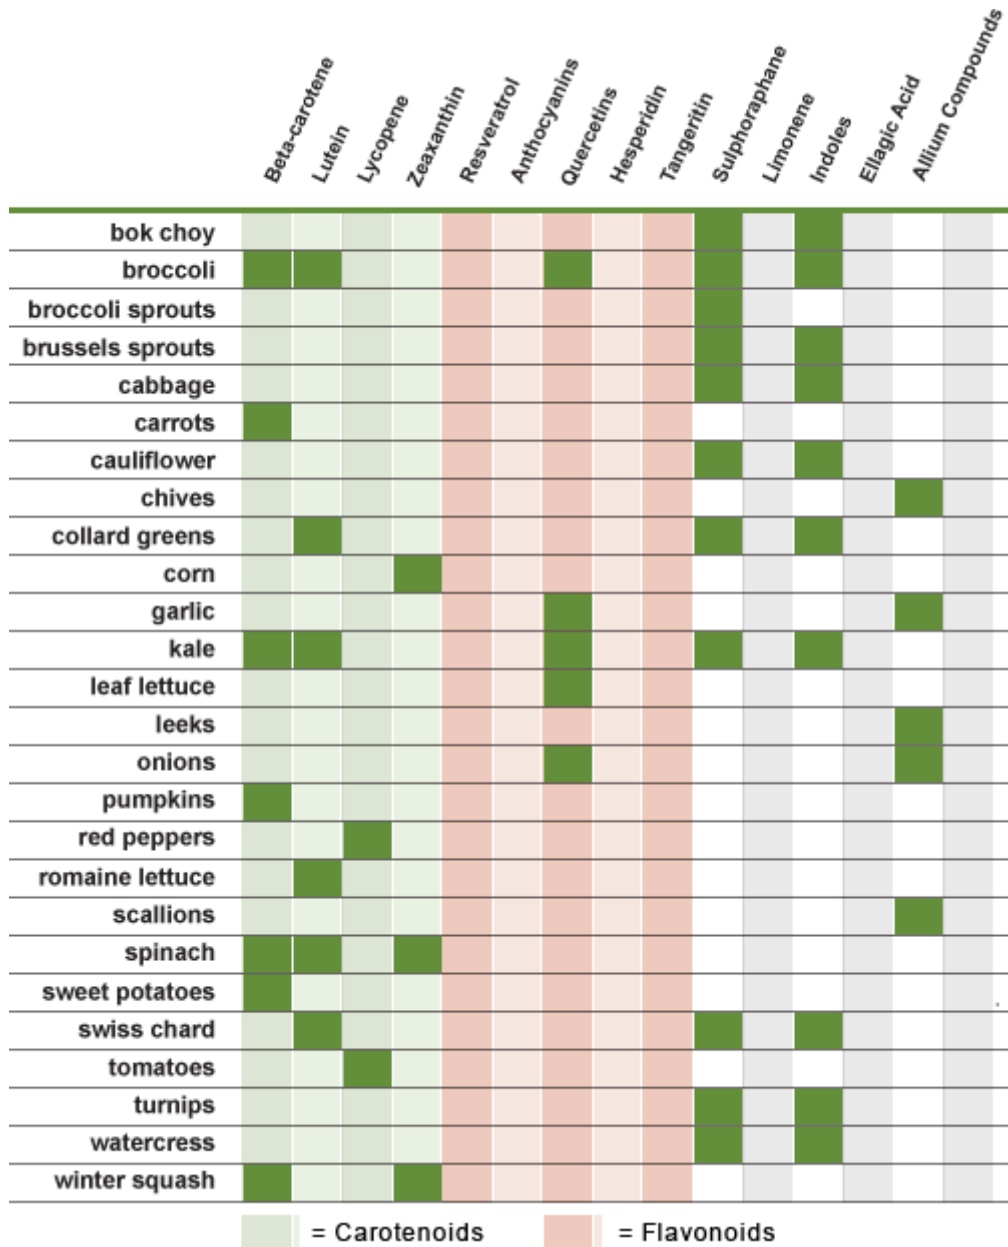 Beta-carotene
Lutein
Lycopene
Zeaxanthin
Resveratrol
Anthocyanins
Quercetins
Hesperidin
Tangeritin
Sulphoraphane
Limonene
Indoles
Ellagic Acid
Allium Compounds
bok choy
broccoli
broccoli sprouts
brussels sprouts
cabbage
carrots
cauliflower
chives
collard greens
corn
garlic
kale
leaf lettuce
leeks
onions
pumpkins
red peppers
romaine lettuce
scallions
spinach
sweet potatoes
swiss chard
tomatoes
turnips
watercress
winter squash
= Carotenoids
= Flavonoids